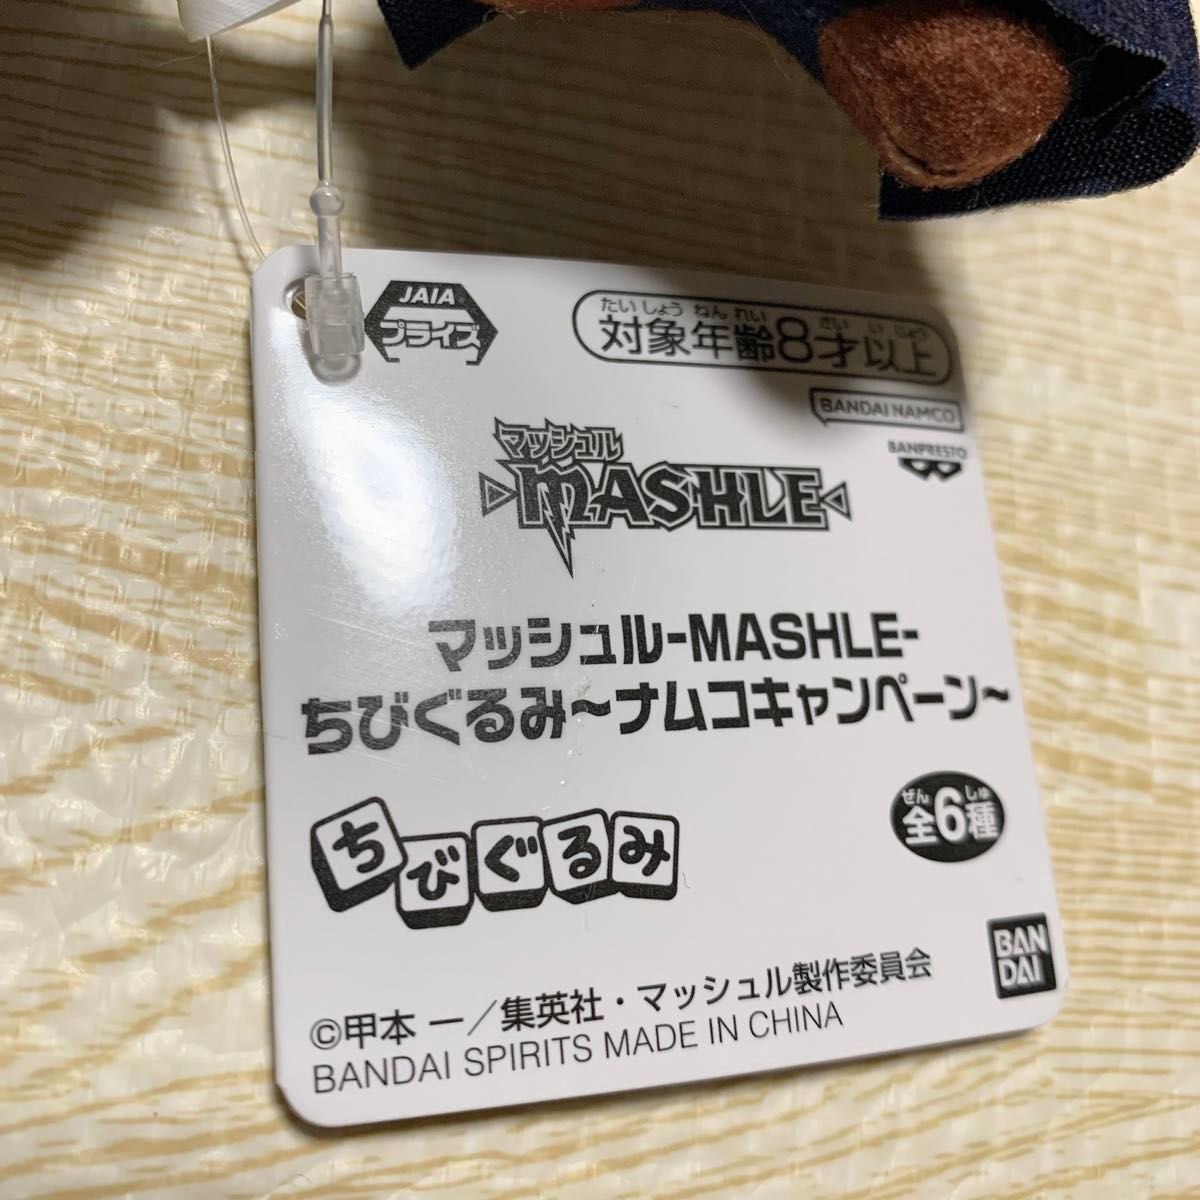 JAIA
プライズ
たいしょうねんれい さい いじょう
対象年齢8才以上
BANDAI NAMCO
BANPRESTO
マッシュル
MASHLE
マッシュル-MASHLE-
ちびぐるみ~ナムコキャンペーン~
ぜん しゅ
全6種
ちびぐるみ
BAN
DAI
©甲本 一／集英社・マッシュル製作委員会
BANDAI SPIRITS MADE IN CHINA